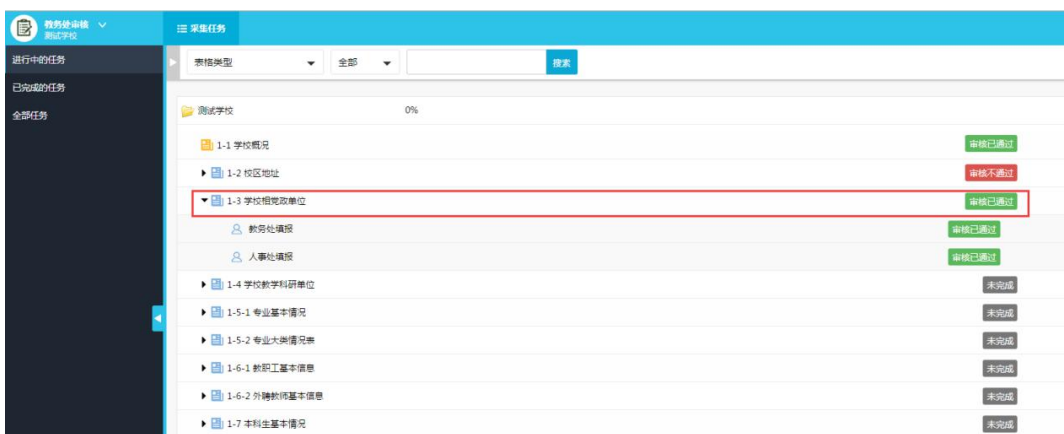 教务处审核
测试学校
采集任务
进行中的任务
已完成的任务
全部任务
表格类型 全部 搜索
测试学校 0%
1-1 学校概况 审核已通过
1-2 校区地址 审核不通过
1-3 学校相党政单位 审核已通过
教务处填报 审核已通过
人事处填报 审核已通过
1-4 学校教学科研单位 未完成
1-5-1 专业基本情况 未完成
1-5-2 专业大类情况表 未完成
1-6-1 教职工基本信息 未完成
1-6-2 外聘教师基本信息 未完成
1-7 本科生基本情况 未完成